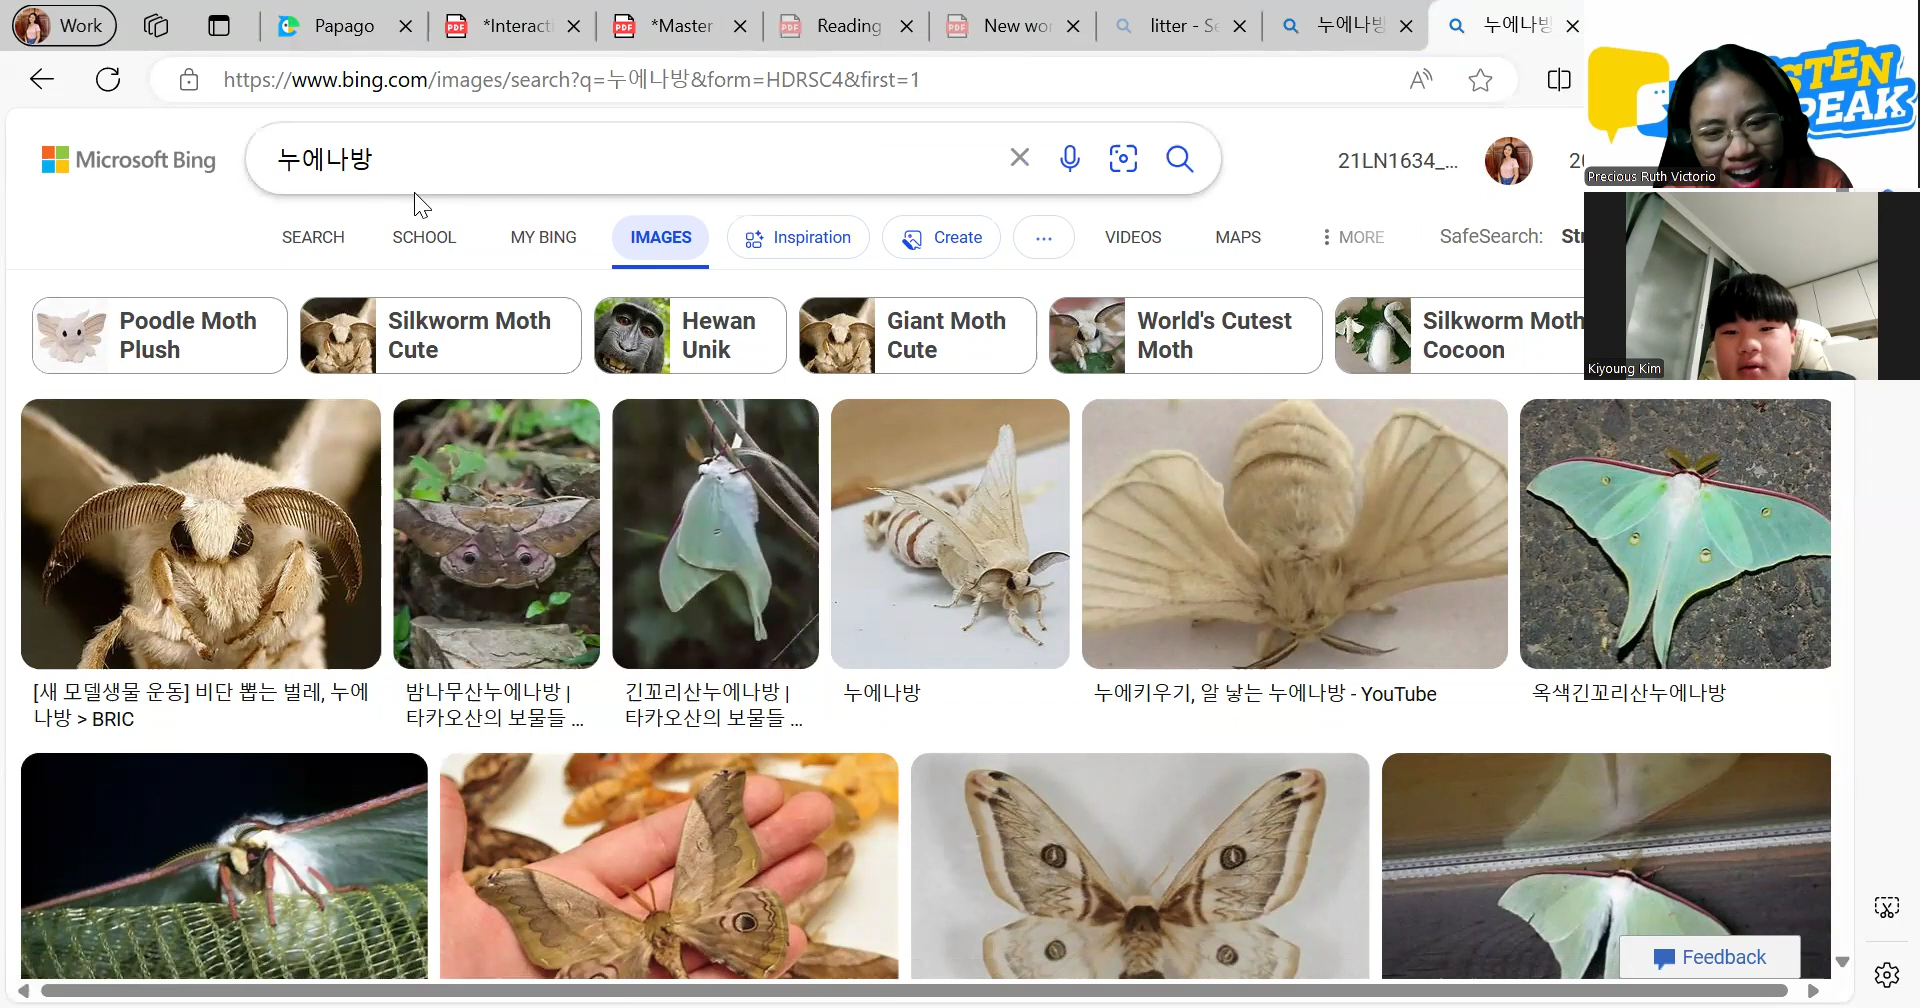 Work
Papago
*Interact
*Master
Reading
New wo
litter - Se
누에나방
누에나방
https://www.bing.com/images/search?q=누에나방&form=HDRSC4&first=1
STEN
PEAK
Microsoft Bing
누에나방
21LN1634_...
Precious Ruth Victorio
SEARCH
SCHOOL
MY BING
IMAGES
Inspiration
Create
...
VIDEOS
MAPS
MORE
SafeSearch:
Kiyoung Kim
Poodle Moth
Plush
Silkworm Moth
Cute
Hewan
Unik
Giant Moth
Cute
World's Cutest
Moth
Silkworm Moth
Cocoon
[새 모델생물 운동] 비단 뽑는 벌레, 누에
나방 > BRIC
밤나무산누에나방 |
타카오산의 보물들 ...
긴꼬리산누에나방 |
타카오산의 보물들 ...
누에나방
누에키우기, 알 낳는 누에나방 - YouTube
옥색긴꼬리산누에나방
Feedback